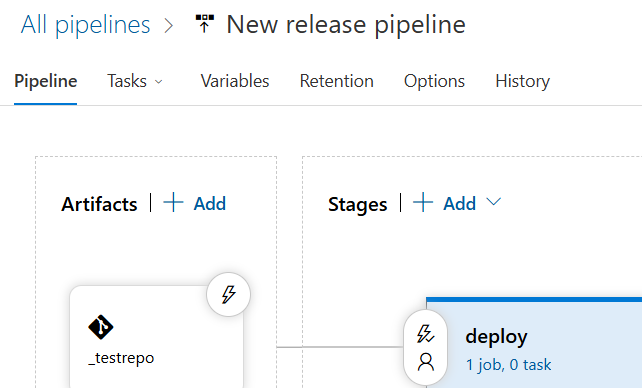 All pipelines > New release pipeline
Pipeline Tasks Variables Retention Options History
Artifacts | + Add
Stages | + Add
_testrepo
deploy
1 job, 0 task